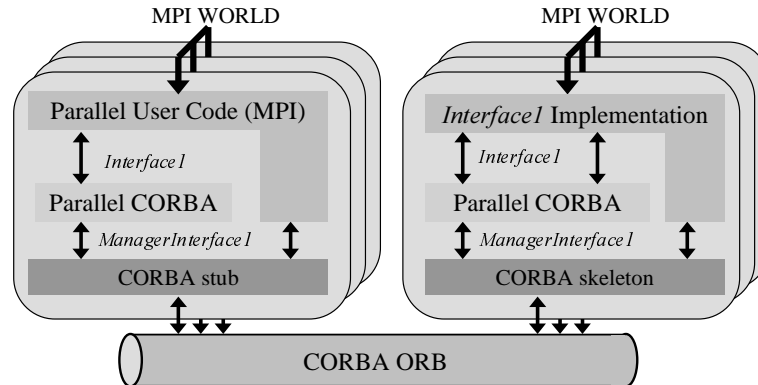 MPI WORLD
Parallel User Code (MPI)
Interface1
Parallel CORBA
ManagerInterface1
CORBA stub
MPI WORLD
Interface1 Implementation
Interface1
Parallel CORBA
ManagerInterface1
CORBA skeleton
CORBA ORB